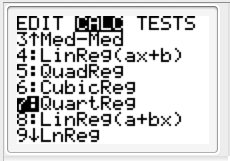 EDIT CALC TESTS
3↑Med-Med
4:LinReg(ax+b)
5:QuadReg
6:CubicReg
7:QuartReg
8:LinReg(a+bx)
9↓LnReg